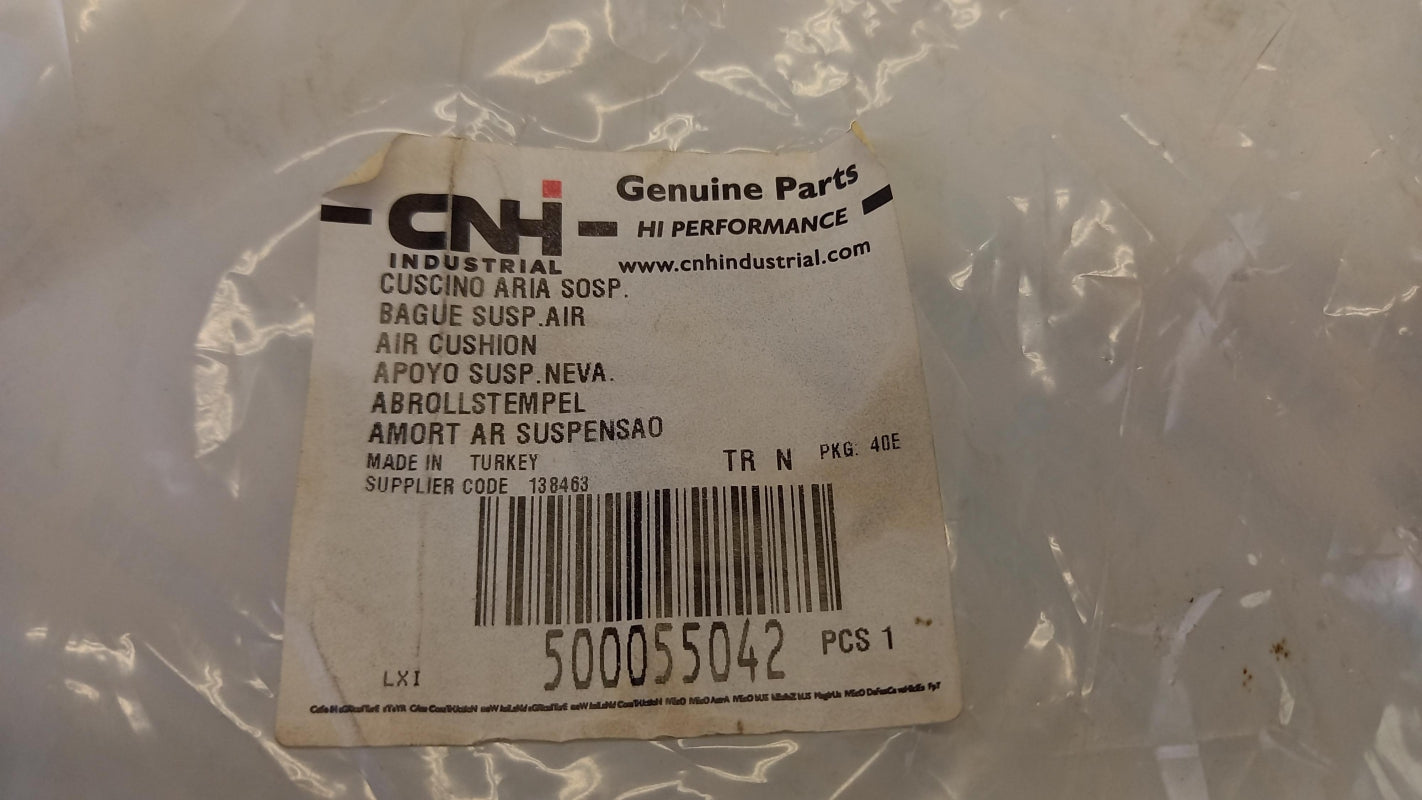 CNH
INDUSTRIAL
Genuine Parts
HI PERFORMANCE
www.cnhindustrial.com
CUSCINO ARIA SOSP.
BAGUE SUSP.AIR
AIR CUSHION
APOYO SUSP.NEVA.
ABROLLSTEMPEL
AMORT AR SUSPENSAO
MADE IN TURKEY
TR N PKG: 40E
SUPPLIER CODE 138463
500055042 PCS 1
LXI